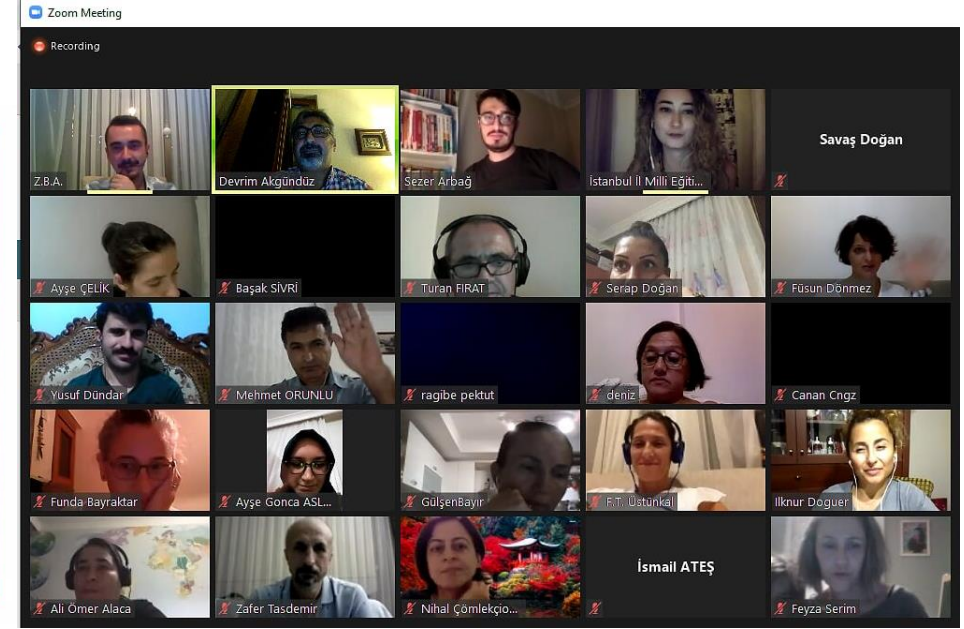 Zoom Meeting
Recording
Z.B.A.
Devrim Akgündüz
Sezer Arbağ
İstanbul İl Milli Eğiti...
Savaş Doğan
Ayşe ÇELİK
Başak SİVRİ
Turan FIRAT
Serap Doğan
Füsun Dönmez
Yusuf Dündar
Mehmet ORUNLU
ragibe pektut
deniz
Canan Cngz
Funda Bayraktar
Ayşe Gonca ASL...
GülşenBayır
F.T. Üstünkal
Ilknur Doguer
Ali Ömer Alaca
Zafer Tasdemir
Nihal Çömlekçio...
İsmail ATEŞ
Feyza Serim